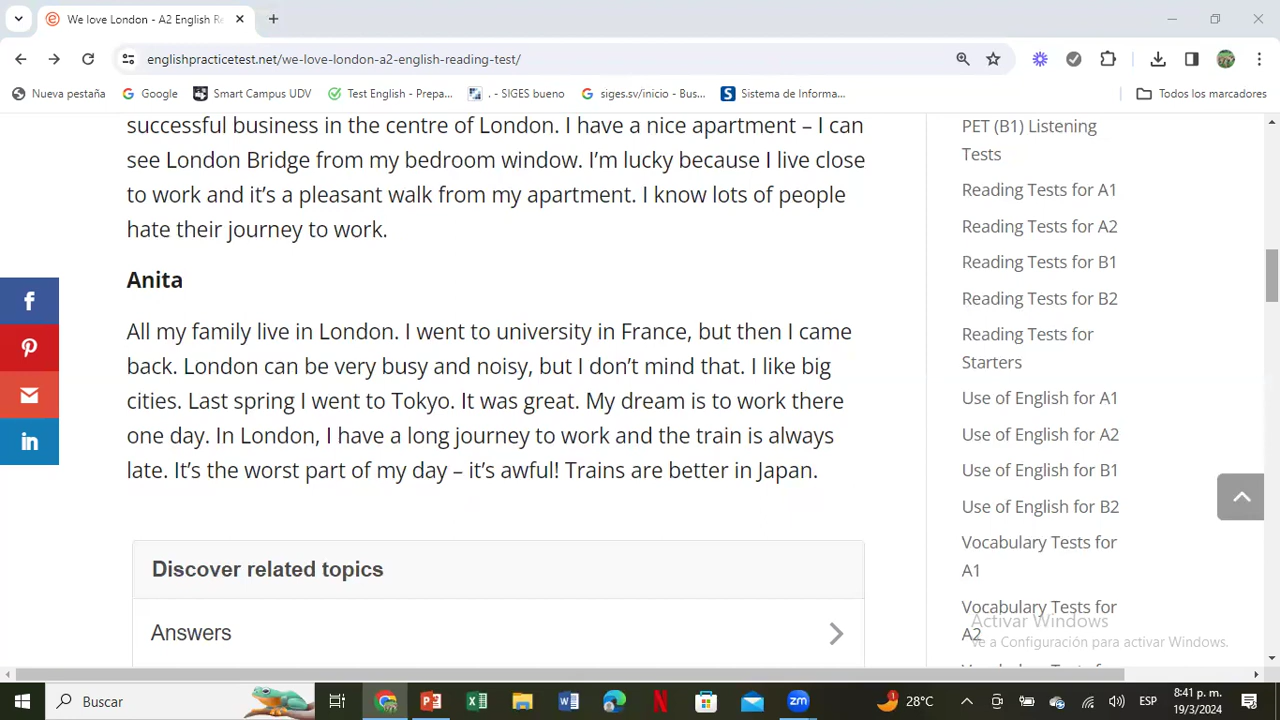 We love London - A2 English Re
englishpracticetest.net/we-love-london-a2-english-reading-test/
Nueva pestaña
Google
Smart Campus UDV
Test English - Prepa...
. - SIGES bueno
siges.sv/inicio - Bus...
Sistema de Informa...
Todos los marcadores
successful business in the centre of London. I have a nice apartment – I can
see London Bridge from my bedroom window. I’m lucky because I live close
to work and it’s a pleasant walk from my apartment. I know lots of people
hate their journey to work.
Anita
All my family live in London. I went to university in France, but then I came
back. London can be very busy and noisy, but I don’t mind that. I like big
cities. Last spring I went to Tokyo. It was great. My dream is to work there
one day. In London, I have a long journey to work and the train is always
late. It’s the worst part of my day – it’s awful! Trains are better in Japan.
Discover related topics
Answers
PET (B1) Listening
Tests
Reading Tests for A1
Reading Tests for A2
Reading Tests for B1
Reading Tests for B2
Reading Tests for
Starters
Use of English for A1
Use of English for A2
Use of English for B1
Use of English for B2
Vocabulary Tests for
A1
Vocabulary Tests for
A2
Activar Windows
Ve a Configuración para activar Windows.
Buscar
28°C
ESP
8:41 p. m.
19/3/2024